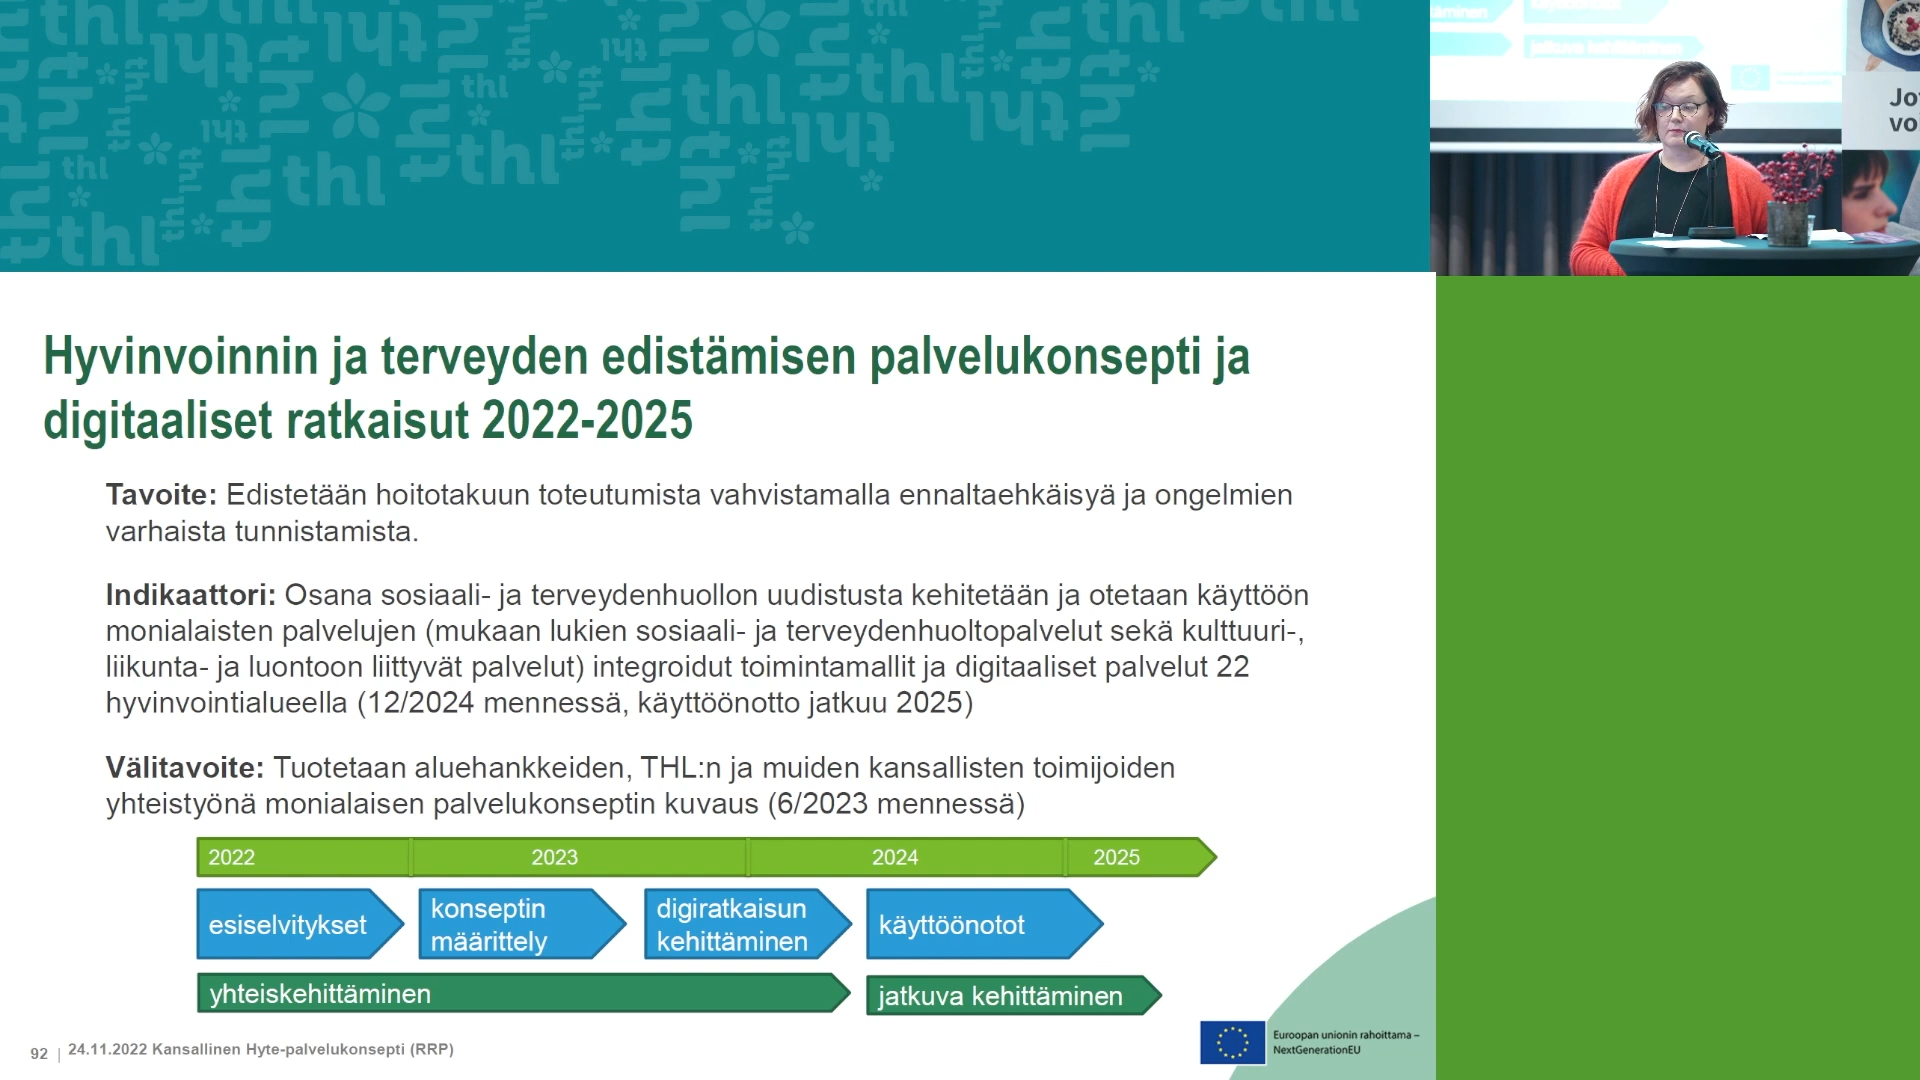 Hyvinvoinnin ja terveyden edistämisen palvelukonsepti ja
digitaaliset ratkaisut 2022-2025
Tavoite: Edistetään hoitotakuun toteutumista vahvistamalla ennaltaehkäisyä ja ongelmien
varhaista tunnistamista.
Indikaattori: Osana sosiaali- ja terveydenhuollon uudistusta kehitetään ja otetaan käyttöön
monialaisten palvelujen (mukaan lukien sosiaali- ja terveydenhuoltopalvelut sekä kulttuuri-,
liikunta- ja luontoon liittyvät palvelut) integroidut toimintamallit ja digitaaliset palvelut 22
hyvinvointialueella (12/2024 mennessä, käyttöönotto jatkuu 2025)
Välitavoite: Tuotetaan aluehankkeiden, THL:n ja muiden kansallisten toimijoiden
yhteistyönä monialaisen palvelukonseptin kuvaus (6/2023 mennessä)
2022 2023 2024 2025
esiselvitykset
konseptin
määrittely
digiratkaisun
kehittäminen
käyttöönotot
yhteiskehittäminen
jatkuva kehittäminen
92 | 24.11.2022 Kansallinen Hyte-palvelukonsepti (RRP)
Euroopan unionin rahoittama –
NextGenerationEU
thl
jatkuva kehittäminen
Jo
vo